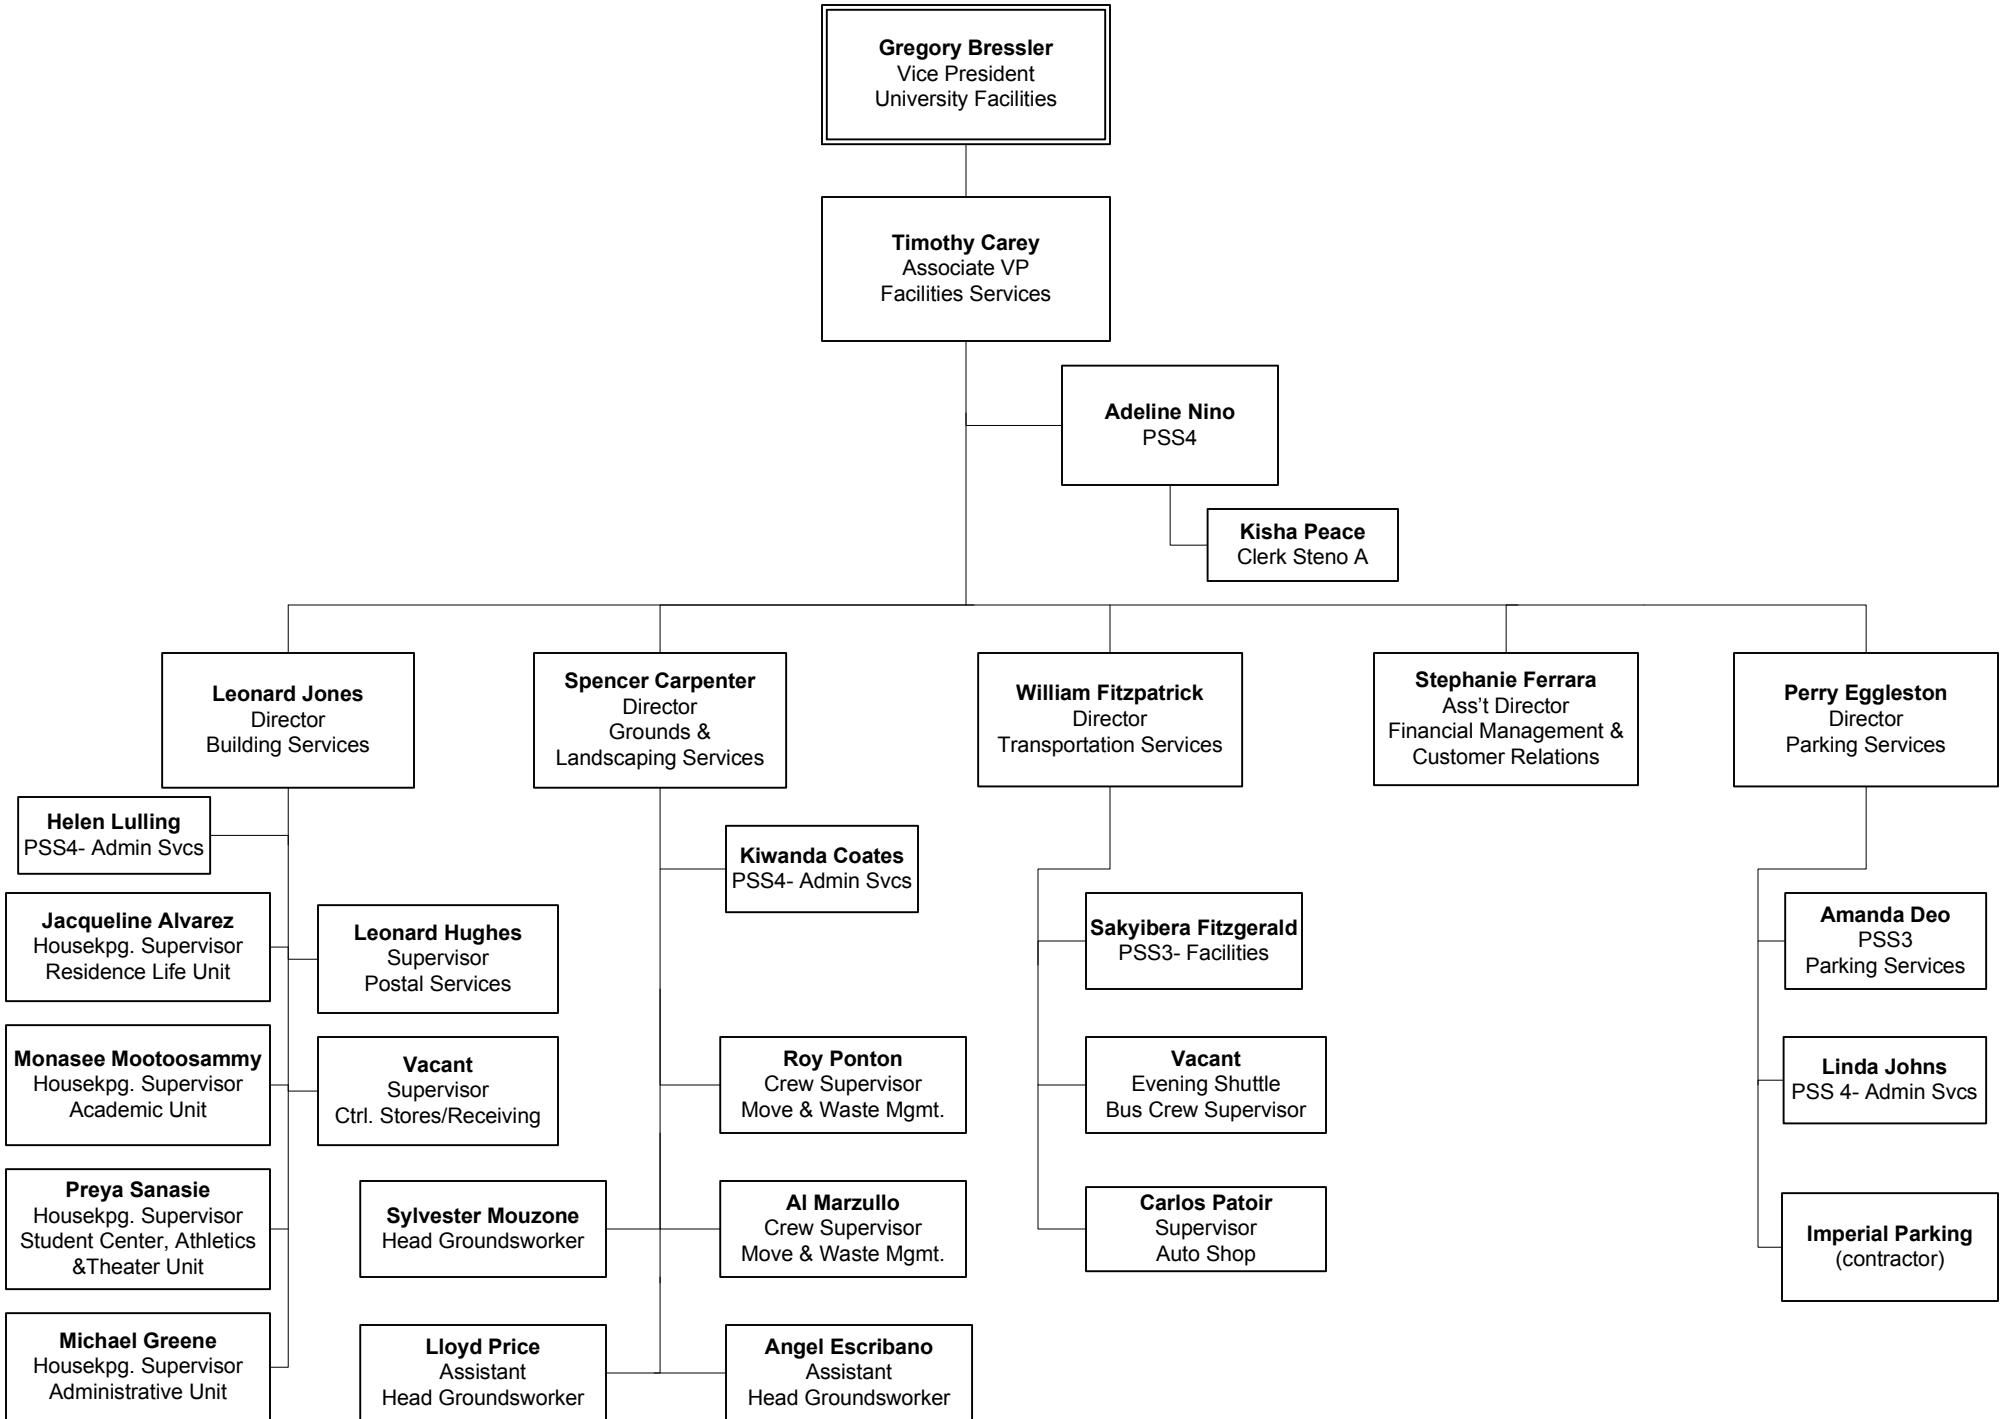 Gregory Bressler
Vice President
University Facilities
Timothy Carey
Associate VP
Facilities Services
Adeline Nino
PSS4
Kisha Peace
Clerk Steno A
Leonard Jones
Director
Building Services
Spencer Carpenter
Director
Grounds &
Landscaping Services
William Fitzpatrick
Director
Transportation Services
Stephanie Ferrara
Ass’t Director
Financial Management &
Customer Relations
Perry Eggleston
Director
Parking Services
Helen Lulling
PSS4- Admin Svcs
Jacqueline Alvarez
Housekpg. Supervisor
Residence Life Unit
Monasee Mootoosammy
Housekpg. Supervisor
Academic Unit
Preya Sanasie
Housekpg. Supervisor
Student Center, Athletics
&Theater Unit
Michael Greene
Housekpg. Supervisor
Administrative Unit
Leonard Hughes
Supervisor
Postal Services
Vacant
Supervisor
Ctrl. Stores/Receiving
Kiwanda Coates
PSS4- Admin Svcs
Roy Ponton
Crew Supervisor
Move & Waste Mgmt.
Sylvester Mouzone
Head Groundsworker
Al Marzullo
Crew Supervisor
Move & Waste Mgmt.
Lloyd Price
Assistant
Head Groundsworker
Angel Escribano
Assistant
Head Groundsworker
Sakyibera Fitzgerald
PSS3- Facilities
Vacant
Evening Shuttle
Bus Crew Supervisor
Carlos Patoir
Supervisor
Auto Shop
Amanda Deo
PSS3
Parking Services
Linda Johns
PSS 4- Admin Svcs
Imperial Parking
(contractor)